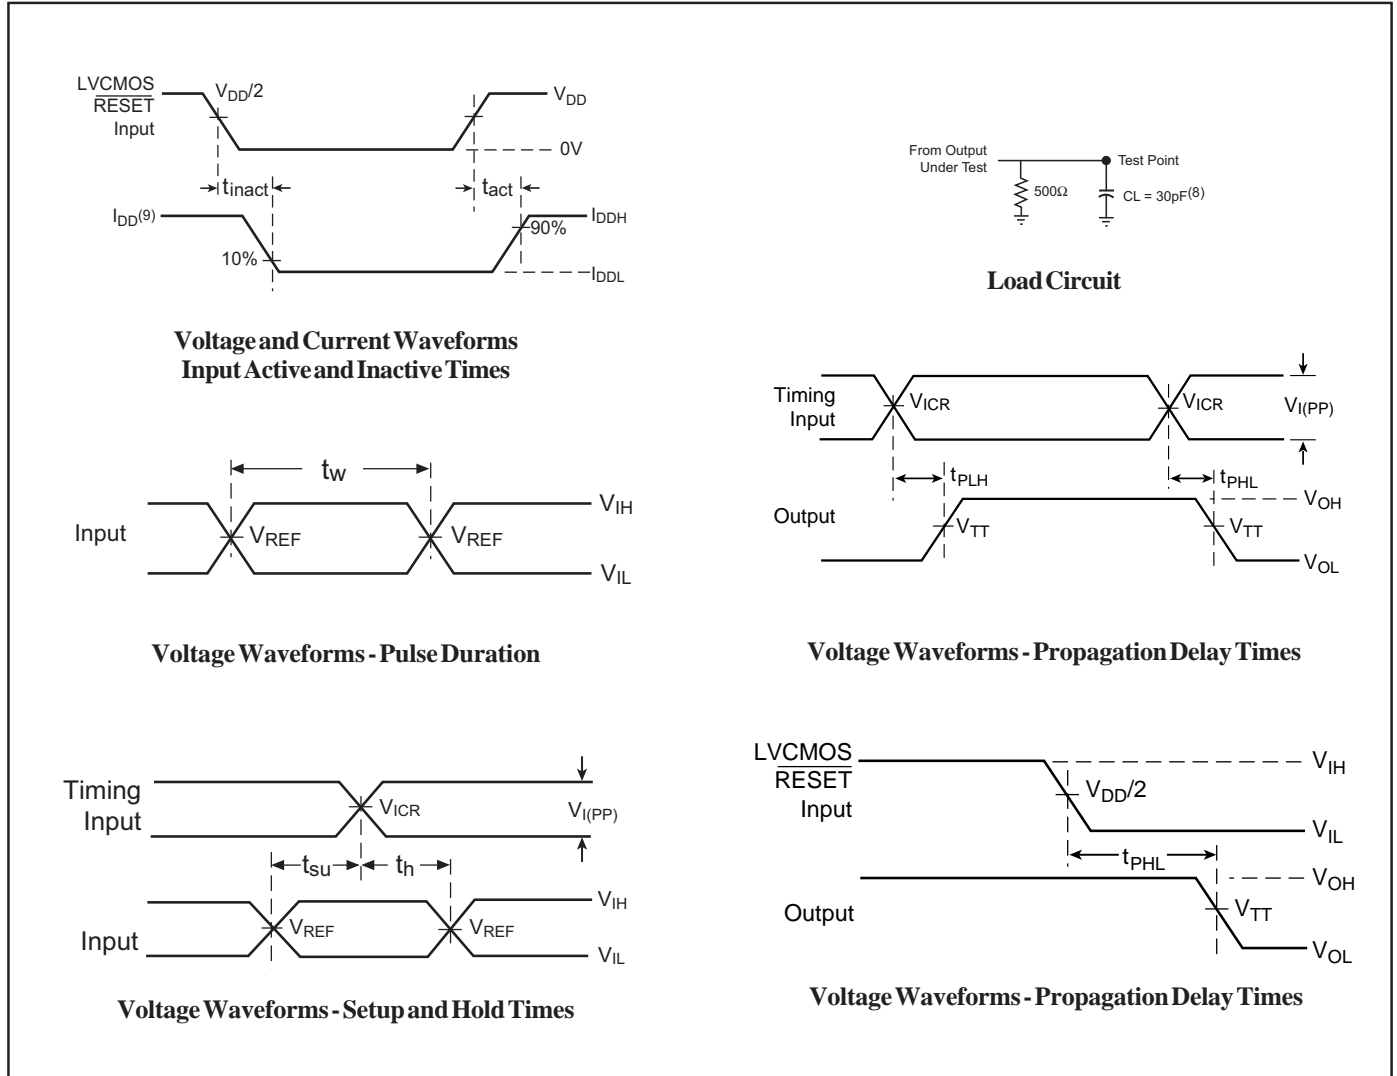 LVCMOS
RESET
Input
VDD/2
VDD
0V
tinact
tact
IDD(9)
IDDH
90%
10%
IDDL
Voltage and Current Waveforms
Input Active and Inactive Times
From Output
Under Test
Test Point
500Ω
CL = 30pF(8)
Load Circuit
tw
Input
VREF
VREF
VIH
VIL
Voltage Waveforms - Pulse Duration
Timing
Input
VICR
VICR
VI(PP)
tPLH
tPHL
Output
VTT
VTT
VOH
VOL
Voltage Waveforms - Propagation Delay Times
Timing
Input
VICR
VI(PP)
tsu
th
Input
VREF
VREF
VIH
VIL
Voltage Waveforms - Setup and Hold Times
LVCMOS
RESET
Input
VDD/2
VIH
VIL
tPHL
Output
VTT
VOH
VOL
Voltage Waveforms - Propagation Delay Times